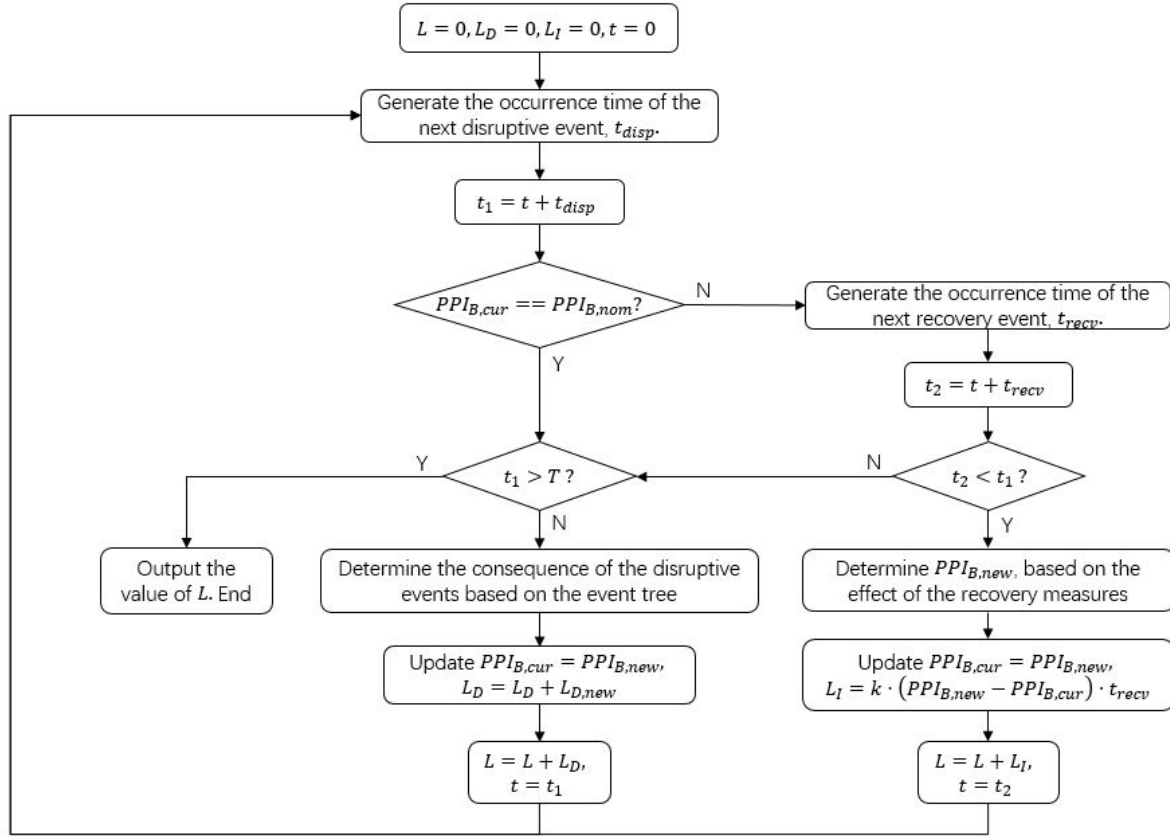 L = 0, L_D = 0, L_I = 0, t = 0
Generate the occurrence time of the
next disruptive event, t_disp.
t_1 = t + t_disp
PPI_B,cur == PPI_B,nom?
N
Generate the occurrence time of the
next recovery event, t_recv.
Y
t_2 = t + t_recv
Y
t_1 > T ?
N
t_2 < t_1 ?
N
Y
Output the
value of L. End
Determine the consequence of the disruptive
events based on the event tree
Determine PPI_B,new, based on the
effect of the recovery measures
Update PPI_B,cur = PPI_B,new,
L_D = L_D + L_D,new
Update PPI_B,cur = PPI_B,new,
L_I = k · (PPI_B,new − PPI_B,cur) · t_recv
L = L + L_D,
t = t_1
L = L + L_I,
t = t_2